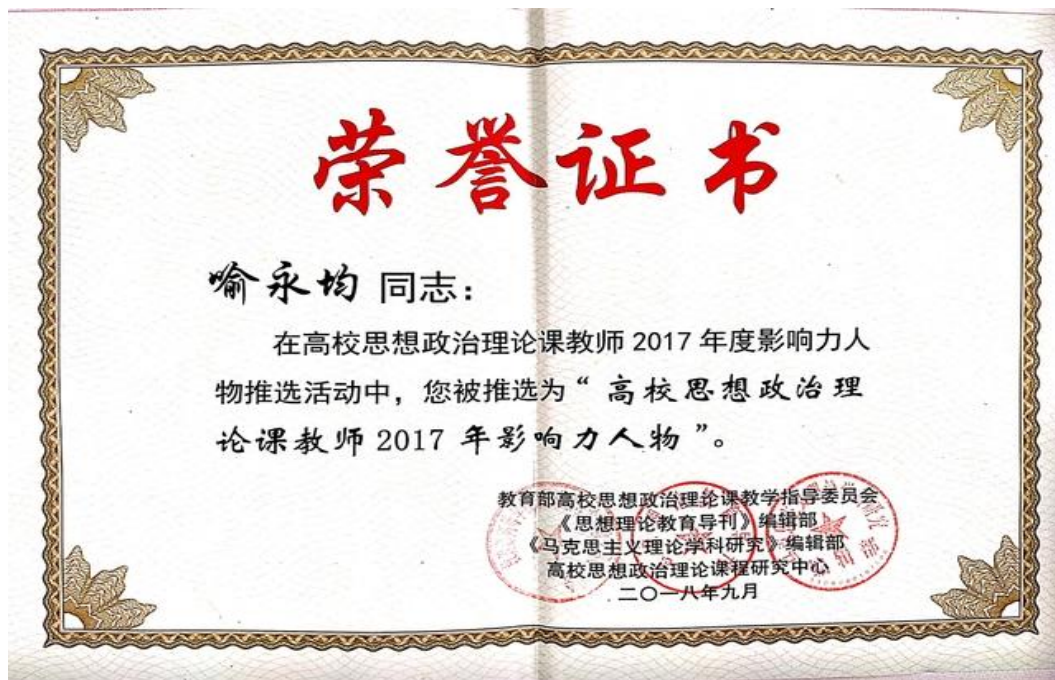 荣誉证书
喻永均 同志：
在高校思想政治理论课教师 2017 年度影响力人
物推选活动中，您被推选为“高校思想政治理
论课教师 2017 年影响力人物”。
教育部高校思想政治理论课教学指导委员会
《思想理论教育导刊》编辑部
《马克思主义理论学科研究》编辑部
高校思想政治理论课程研究中心
二〇一八年九月